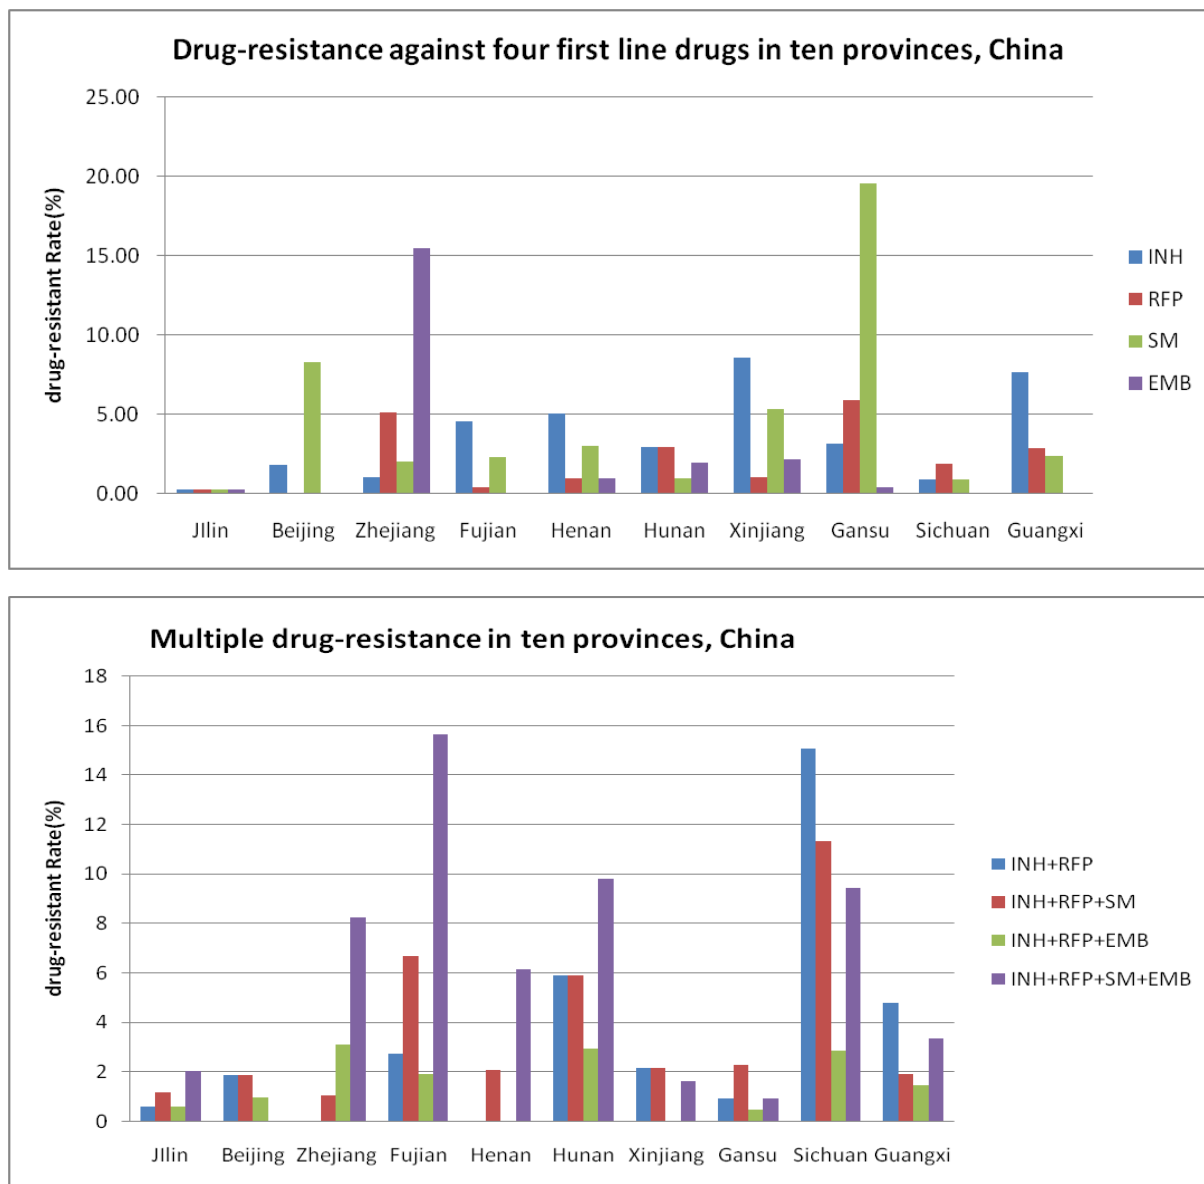 Drug-resistance against four first line drugs in ten provinces, China
25.00
20.00
15.00
10.00
5.00
0.00
drug-resistant Rate(%)
JIlin Beijing Zhejiang Fujian Henan Hunan Xinjiang Gansu Sichuan Guangxi
INH
RFP
SM
EMB
Multiple drug-resistance in ten provinces, China
18
16
14
12
10
8
6
4
2
0
drug-resistant Rate(%)
JIlin Beijing Zhejiang Fujian Henan Hunan Xinjiang Gansu Sichuan Guangxi
INH+RFP
INH+RFP+SM
INH+RFP+EMB
INH+RFP+SM+EMB